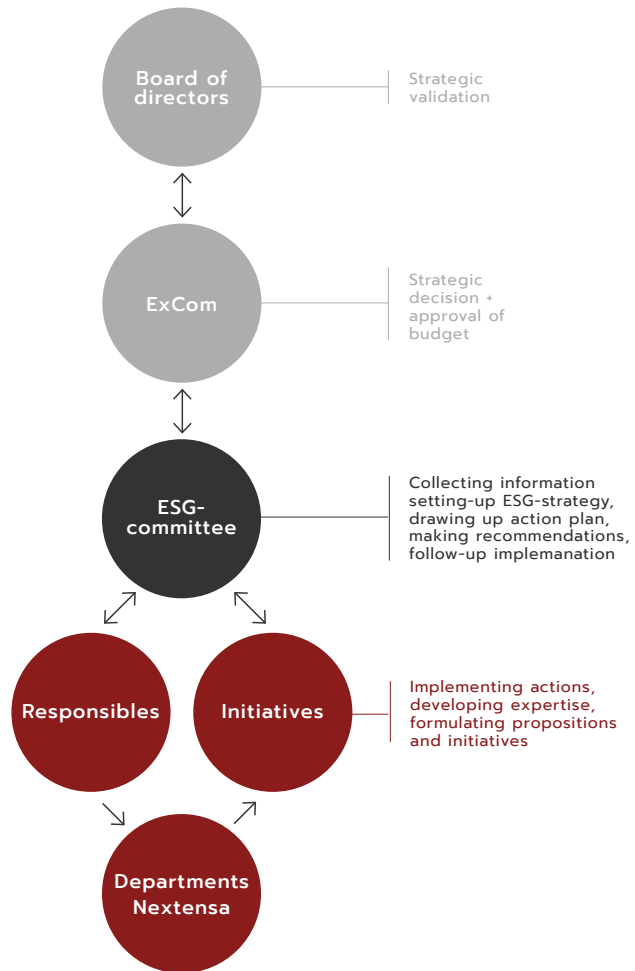 Board of
directors
Strategic
validation
ExCom
Strategic
decision +
approval of
budget
ESG-
committee
Collecting information
setting-up ESG-strategy,
drawing up action plan,
making recommendations,
follow-up implemanation
Responsibles
Initiatives
Implementing actions,
developing expertise,
formulating propositions
and initiatives
Departments
Nextensa